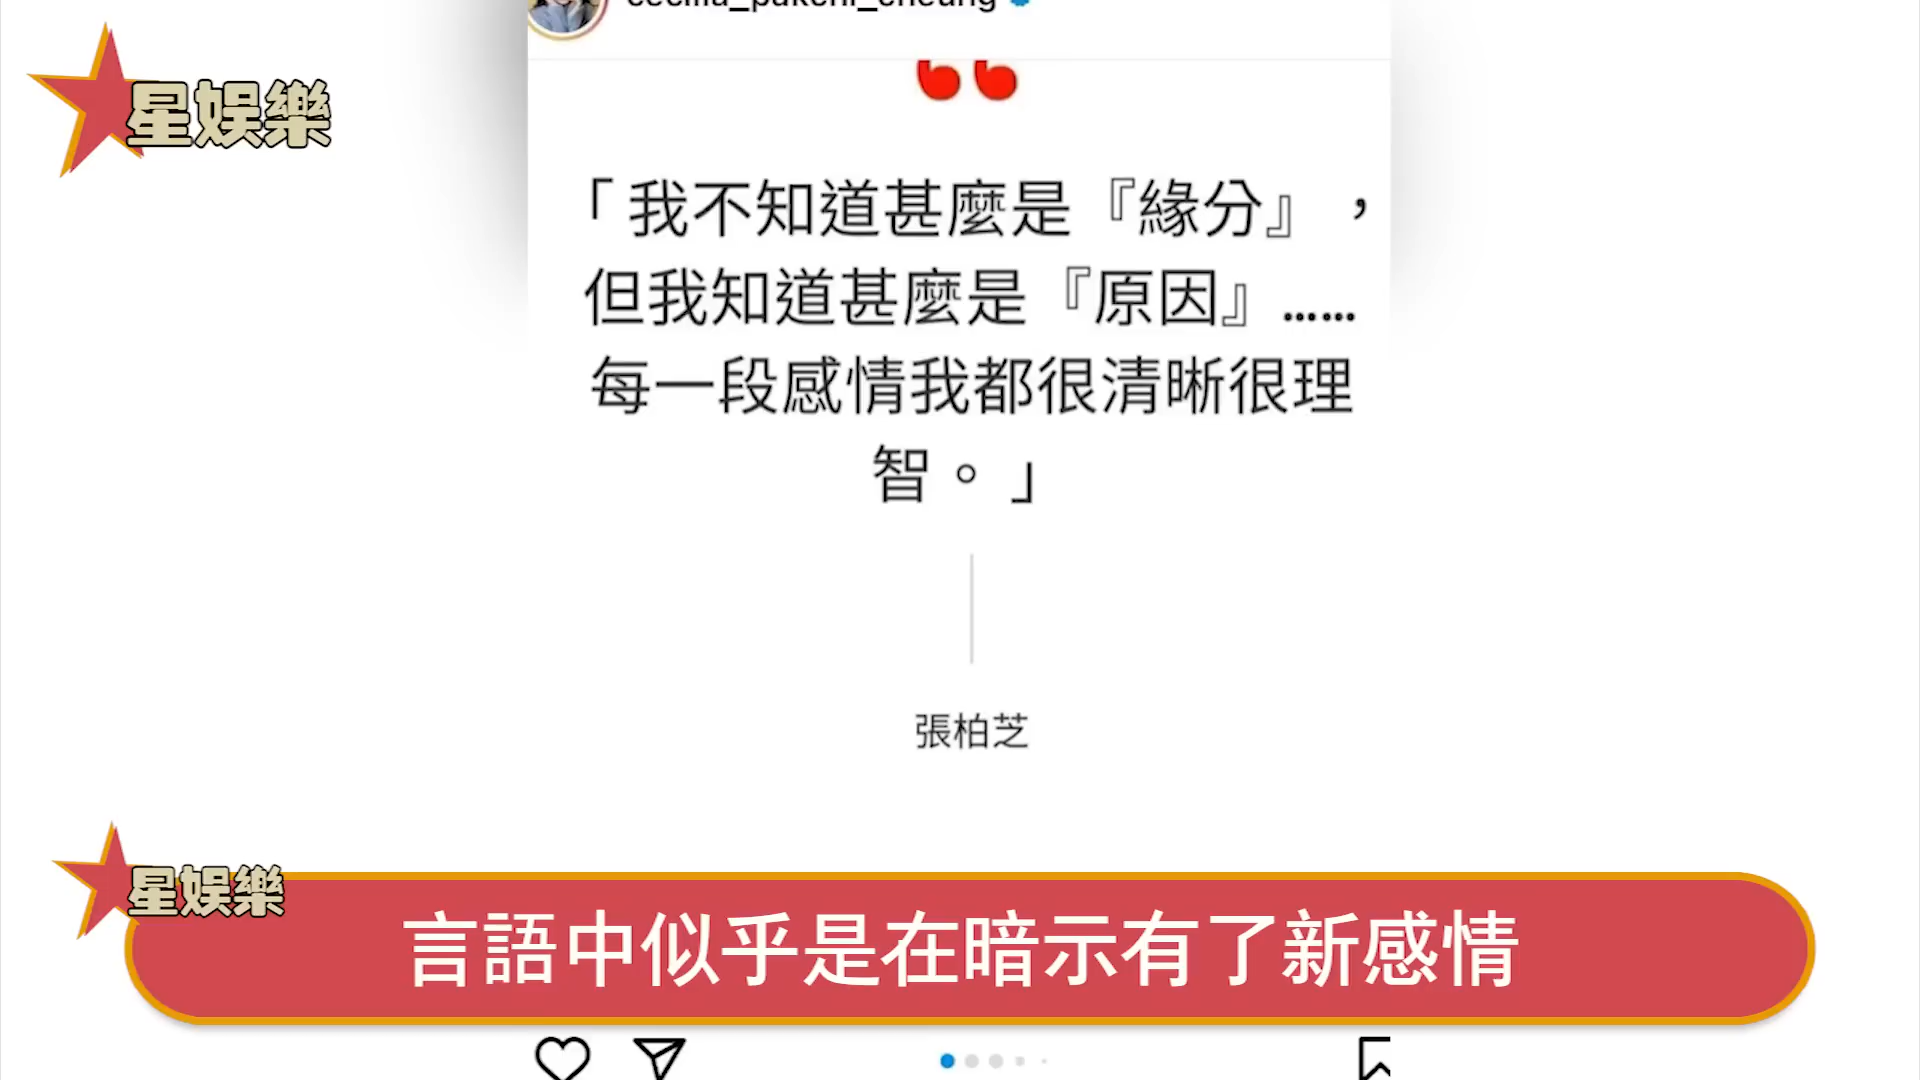 cecilia_pakchi_cheung
星娛樂
「我不知道甚麼是『緣分』，
但我知道甚麼是『原因』……
每一段感情我都很清晰很理
智。」
張柏芝
星娛樂
言語中似乎是在暗示有了新感情